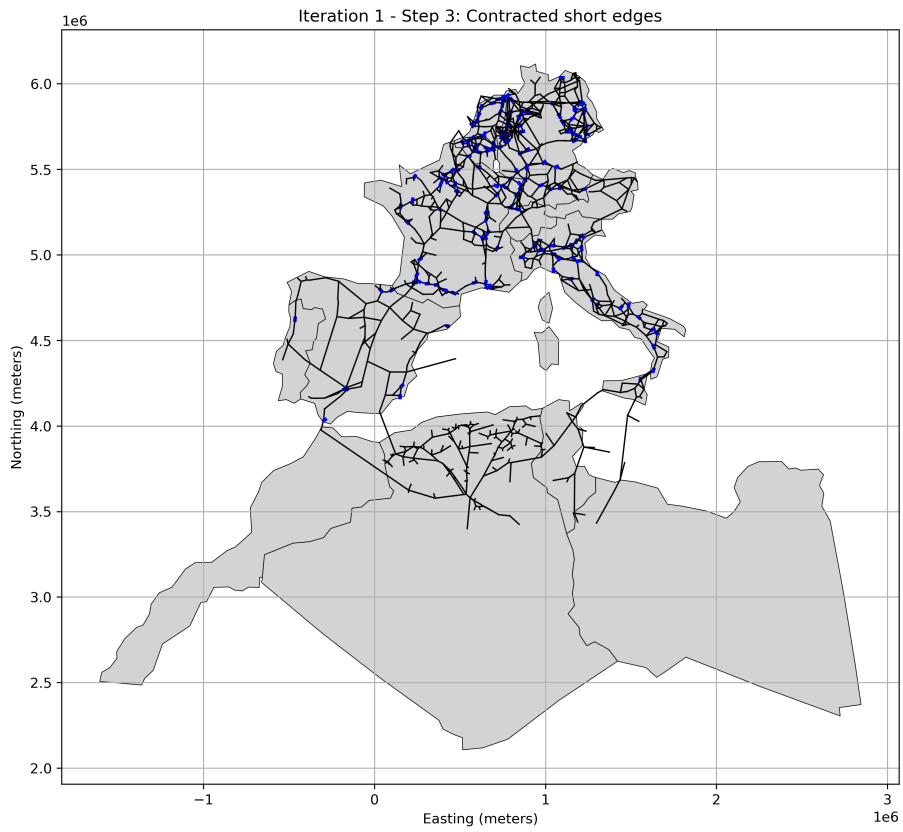 Iteration 1 - Step 3: Contracted short edges
1e6
6.0
5.5
5.0
4.5
4.0
3.5
3.0
2.5
2.0
Northing (meters)
−1
0
1
2
3
Easting (meters)
1e6